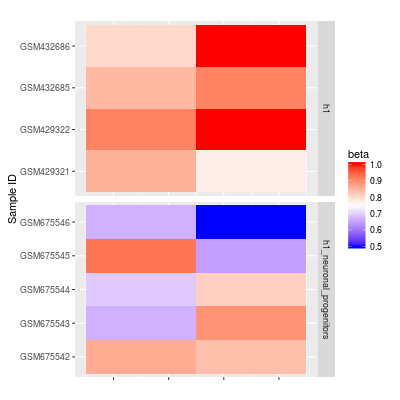 GSM432686
GSM432685
GSM429322
GSM429321
h1
GSM675546
GSM675545
GSM675544
GSM675543
GSM675542
h1_neuronal_progenitors
Sample ID
beta
1.0
0.9
0.8
0.7
0.6
0.5